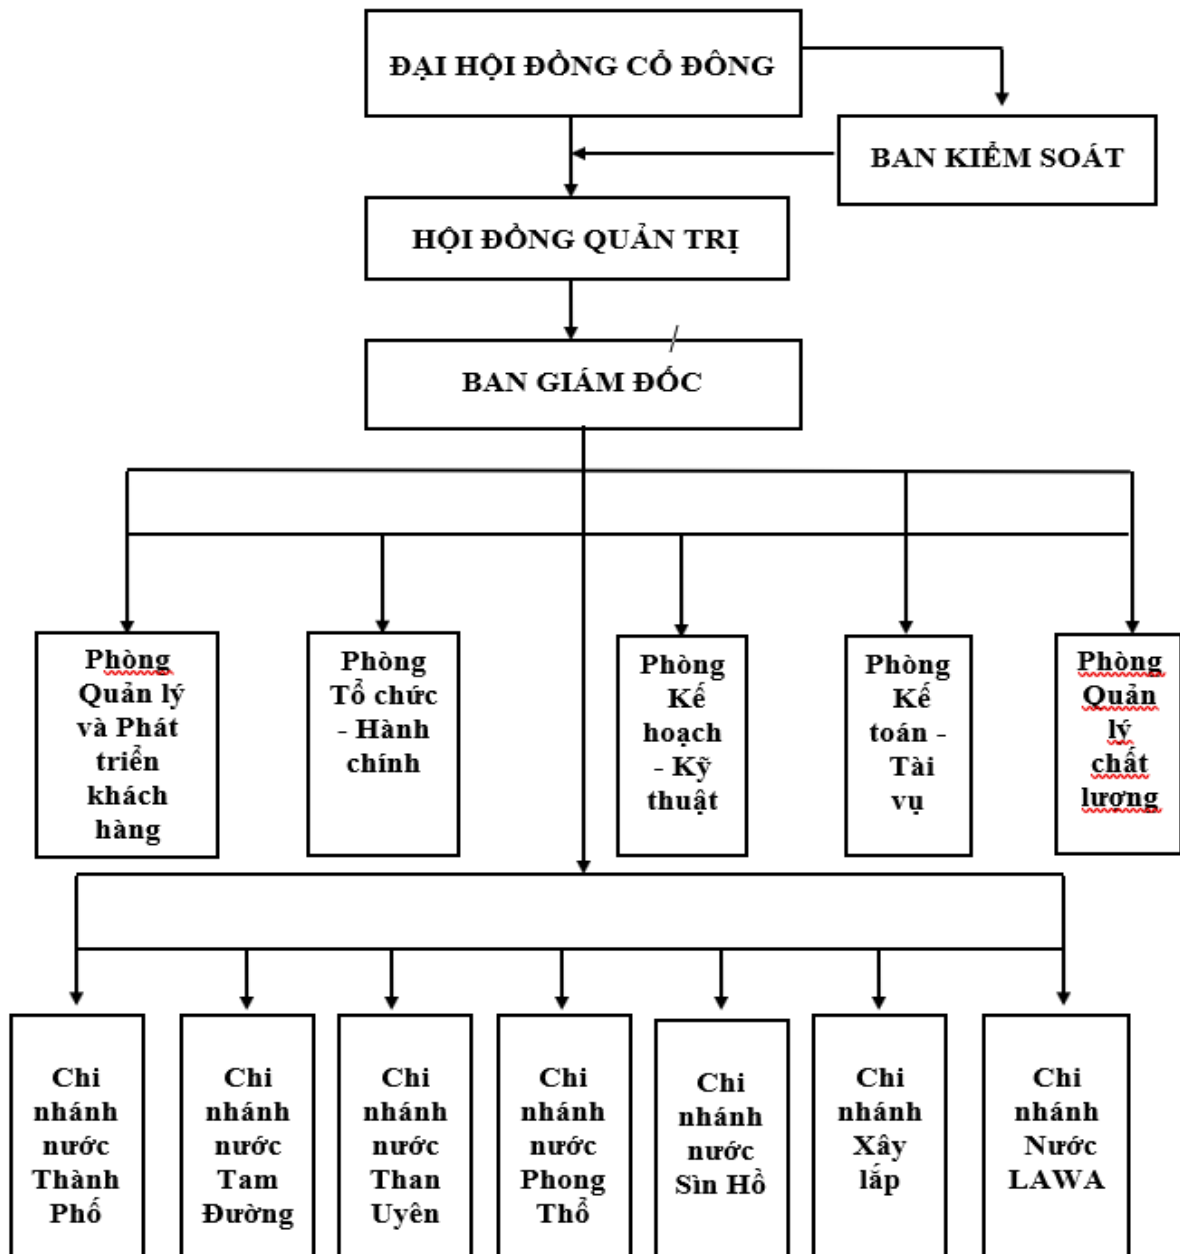 ĐẠI HỘI ĐỒNG CỔ ĐÔNG
BAN KIỂM SOÁT
HỘI ĐỒNG QUẢN TRỊ
BAN GIÁM ĐỐC
Phòng
Quản lý
và Phát
triển
khách
hàng
Phòng
Tổ chức
- Hành
chính
Phòng
Kế
hoạch
- Kỹ
thuật
Phòng
Kế
toán -
Tài
vụ
Phòng
Quản
lý
chất
lượng
Chi
nhánh
nước
Thành
Phố
Chi
nhánh
nước
Tam
Đường
Chi
nhánh
nước
Than
Uyên
Chi
nhánh
nước
Phong
Thổ
Chi
nhánh
nước
Sìn Hồ
Chi
nhánh
Xây
lắp
Chi
nhánh
Nước
LAWA